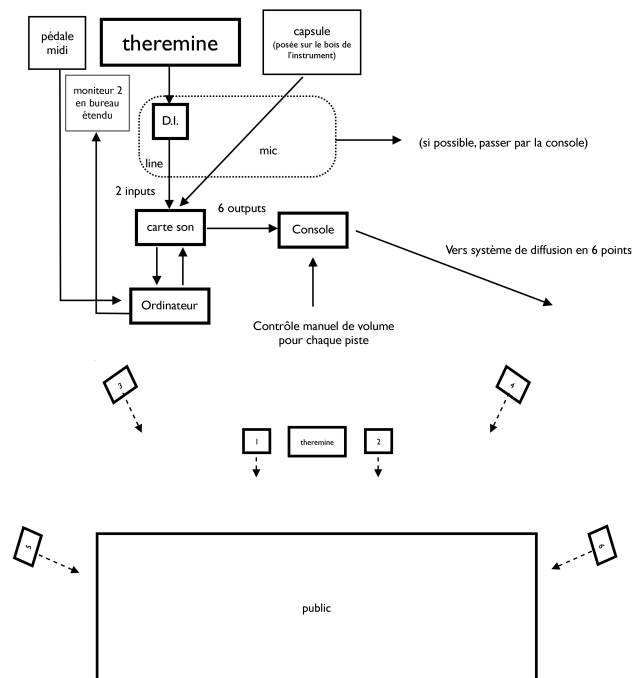 pédale
midi
theremine
capsule
(posée sur le bois de
l'instrument)
moniteur 2
en bureau
étendu
D.I.
mic
(si possible, passer par la console)
line
2 inputs
6 outputs
carte son
Console
Vers système de diffusion en 6 points
Ordinateur
Contrôle manuel de volume
pour chaque piste
3
4
1
theremine
2
5
6
public